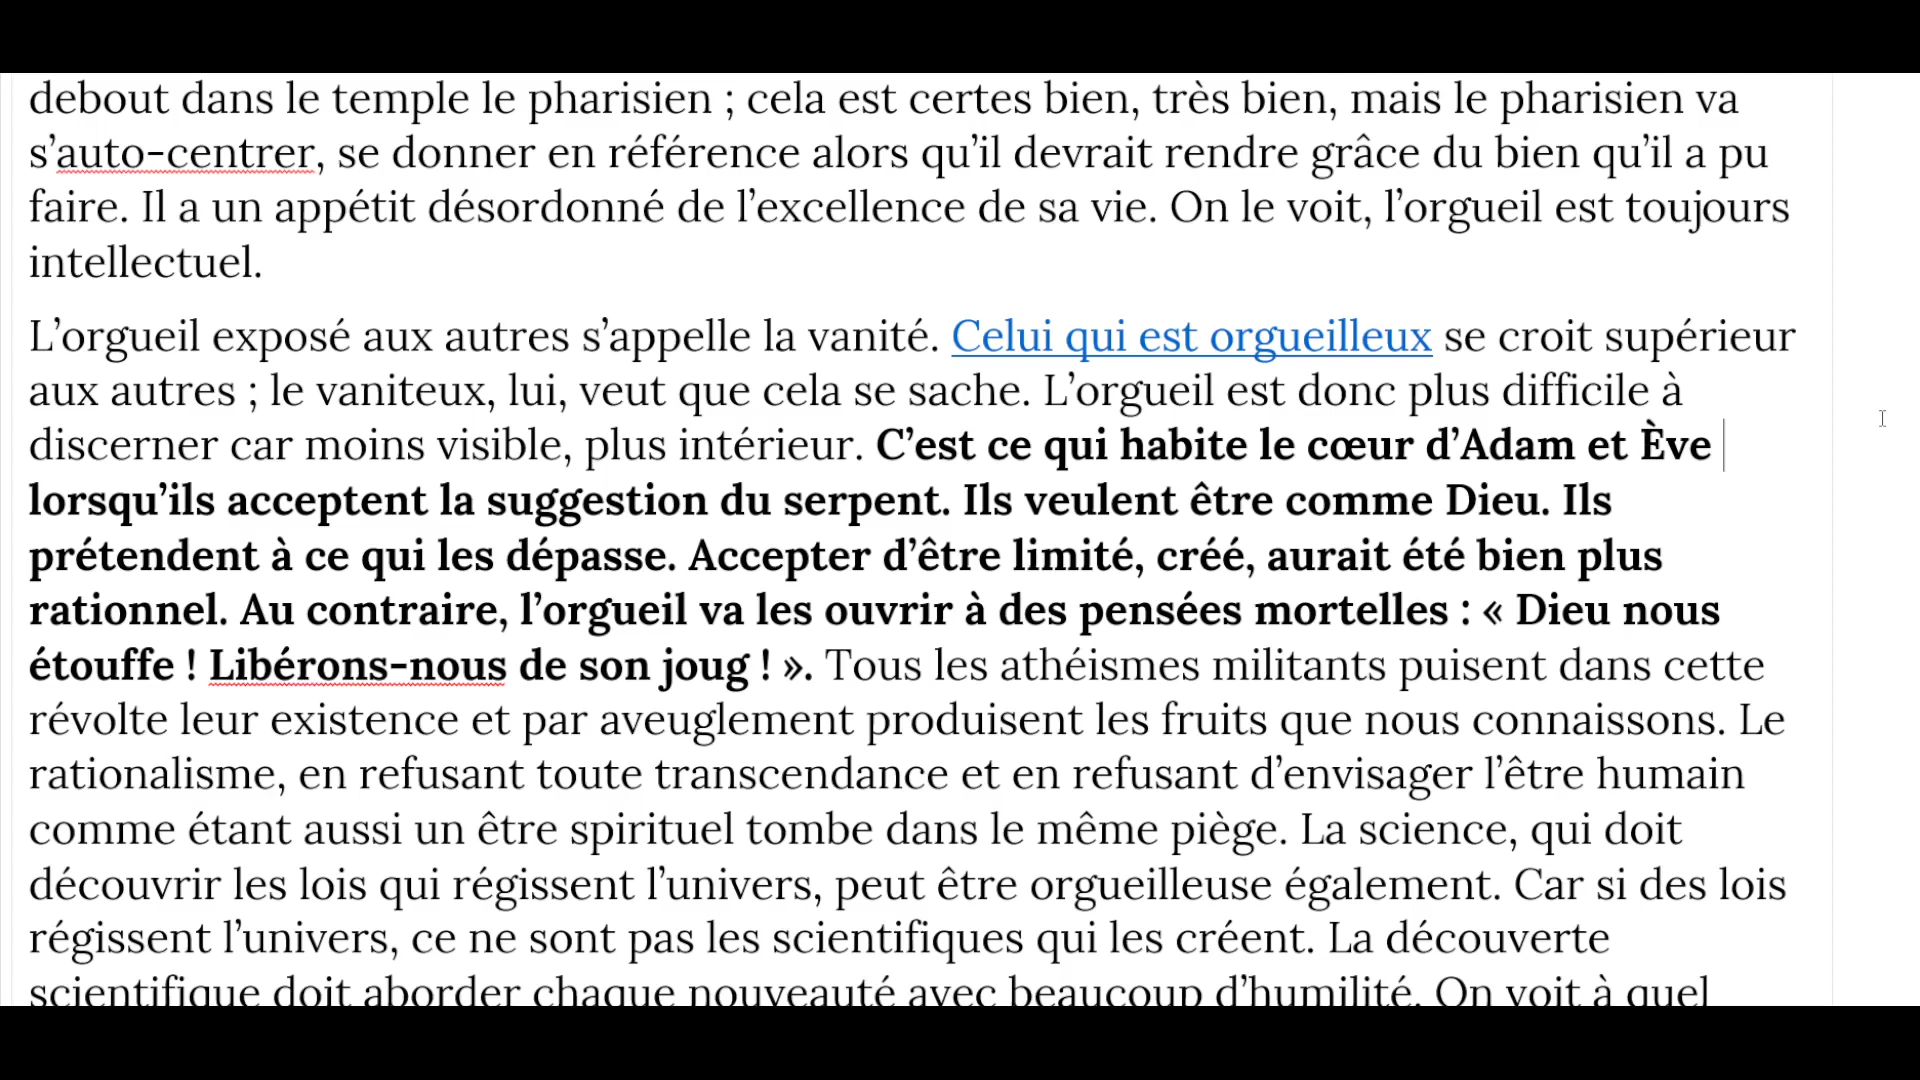 debout dans le temple le pharisien ; cela est certes bien, très bien, mais le pharisien va
s’auto-centrer, se donner en référence alors qu’il devrait rendre grâce du bien qu’il a pu
faire. Il a un appétit désordonné de l’excellence de sa vie. On le voit, l’orgueil est toujours
intellectuel.
L’orgueil exposé aux autres s’appelle la vanité. Celui qui est orgueilleux se croit supérieur
aux autres ; le vaniteux, lui, veut que cela se sache. L’orgueil est donc plus difficile à
discerner car moins visible, plus intérieur. C’est ce qui habite le cœur d’Adam et Ève
lorsqu’ils acceptent la suggestion du serpent. Ils veulent être comme Dieu. Ils
prétendent à ce qui les dépasse. Accepter d’être limité, créé, aurait été bien plus
rationnel. Au contraire, l’orgueil va les ouvrir à des pensées mortelles : « Dieu nous
étouffe ! Libérons-nous de son joug ! ». Tous les athéismes militants puisent dans cette
révolte leur existence et par aveuglement produisent les fruits que nous connaissons. Le
rationalisme, en refusant toute transcendance et en refusant d’envisager l’être humain
comme étant aussi un être spirituel tombe dans le même piège. La science, qui doit
découvrir les lois qui régissent l’univers, peut être orgueilleuse également. Car si des lois
régissent l’univers, ce ne sont pas les scientifiques qui les créent. La découverte
scientifique doit aborder chaque nouveauté avec beaucoup d’humilité. On voit à quel